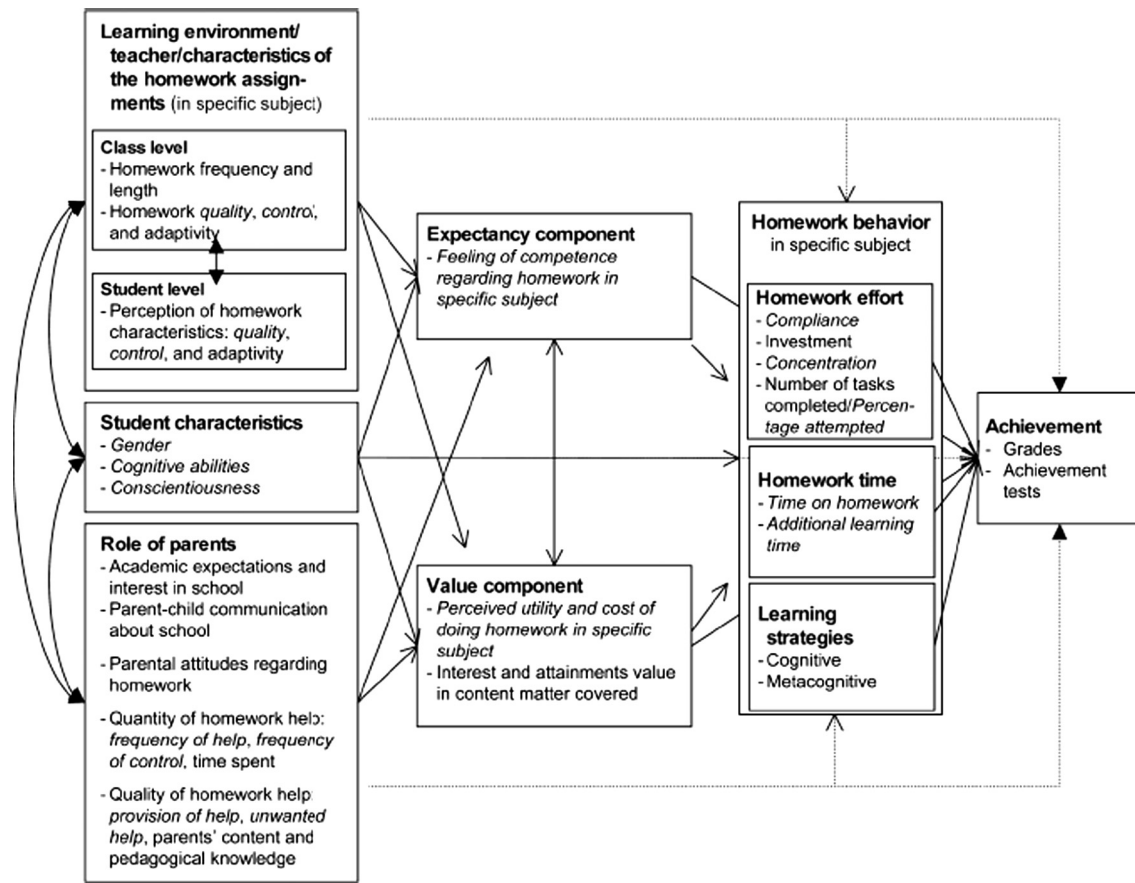 Learning environment/
teacher/characteristics of
the homework assign-
ments (in specific subject)
Class level
- Homework frequency and
length
- Homework quality, control,
and adaptivity
Student level
- Perception of homework
characteristics: quality,
control, and adaptivity
Student characteristics
- Gender
- Cognitive abilities
- Conscientiousness
Role of parents
- Academic expectations and
interest in school
- Parent-child communication
about school
- Parental attitudes regarding
homework
- Quantity of homework help:
frequency of help, frequency
of control, time spent
- Quality of homework help:
provision of help, unwanted
help, parents' content and
pedagogical knowledge
Expectancy component
- Feeling of competence
regarding homework in
specific subject
Value component
- Perceived utility and cost of
doing homework in specific
subject
- Interest and attainments value
in content matter covered
Homework behavior
in specific subject
Homework effort
- Compliance
- Investment
- Concentration
- Number of tasks
completed/Percen-
tage attempted
Homework time
- Time on homework
- Additional learning
time
Learning
strategies
- Cognitive
- Metacognitive
Achievement
- Grades
- Achievement
tests